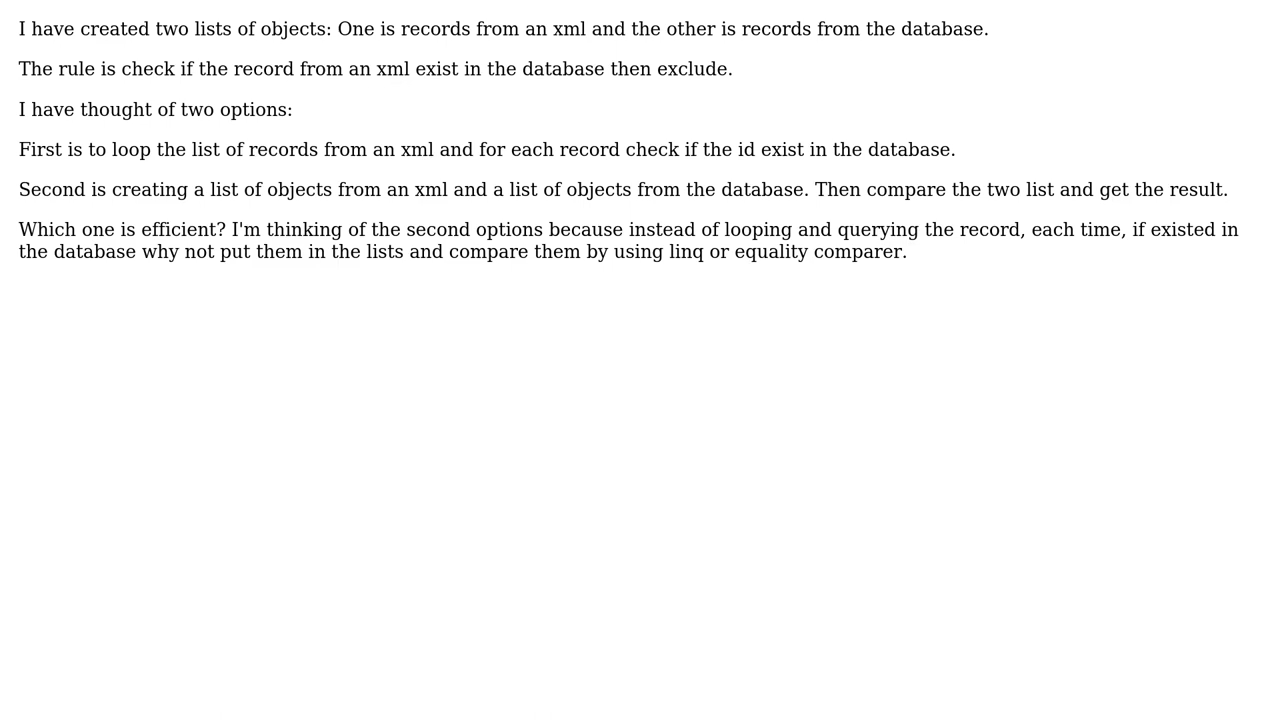 I have created two lists of objects: One is records from an xml and the other is records from the database.
The rule is check if the record from an xml exist in the database then exclude.
I have thought of two options:
First is to loop the list of records from an xml and for each record check if the id exist in the database.
Second is creating a list of objects from an xml and a list of objects from the database. Then compare the two list and get the result.
Which one is efficient? I'm thinking of the second options because instead of looping and querying the record, each time, if existed in
the database why not put them in the lists and compare them by using linq or equality comparer.